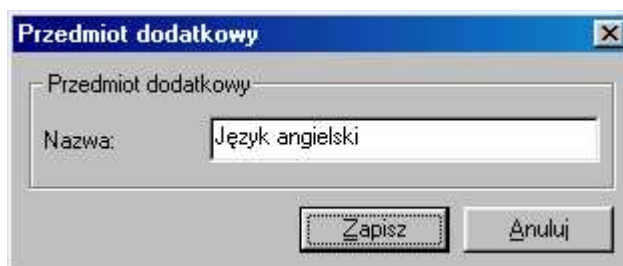 Przedmiot dodatkowy
Przedmiot dodatkowy
Nazwa: Język angielski
Zapisz Anuluj